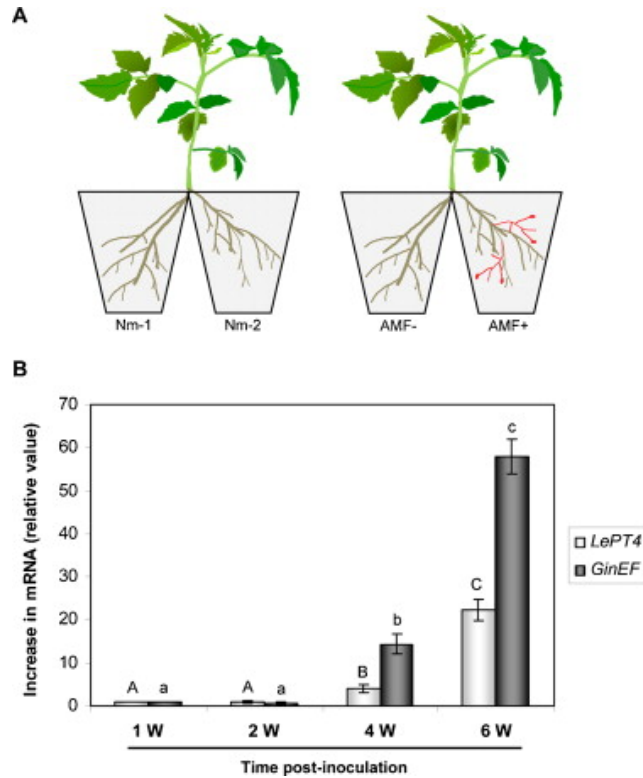 A
Nm-1 Nm-2 AMF- AMF+
B
Increase in mRNA (relative value)
70
60
50
40
30
20
10
0
A a A a B b C c
1 W 2 W 4 W 6 W
Time post-inoculation
LePT4
GinEF